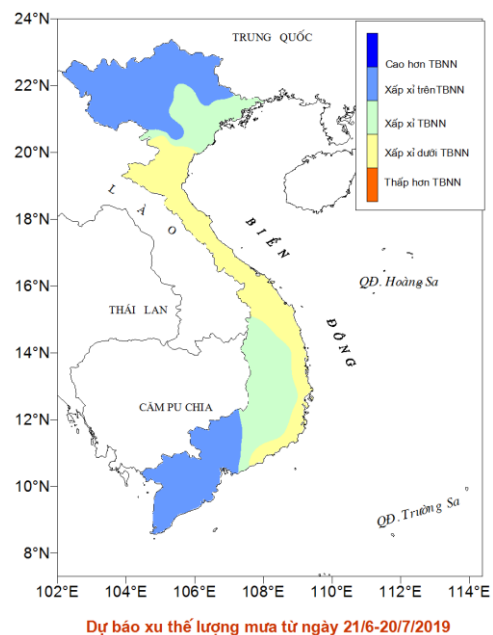 24°N
22°N
20°N
18°N
16°N
14°N
12°N
10°N
8°N
TRUNG QUỐC
Cao hơn TBNN
Xấp xỉ trênTBNN
Xấp xỉ TBNN
Xấp xỉ dưới TBNN
Thấp hơn TBNN
LÀO
BIỂN
ĐÔNG
QĐ. Hoàng Sa
THÁI LAN
CĂM PU CHIA
QĐ. Trường Sa
102°E 104°E 106°E 108°E 110°E 112°E 114°E
Dự báo xu thế lượng mưa từ ngày 21/6-20/7/2019